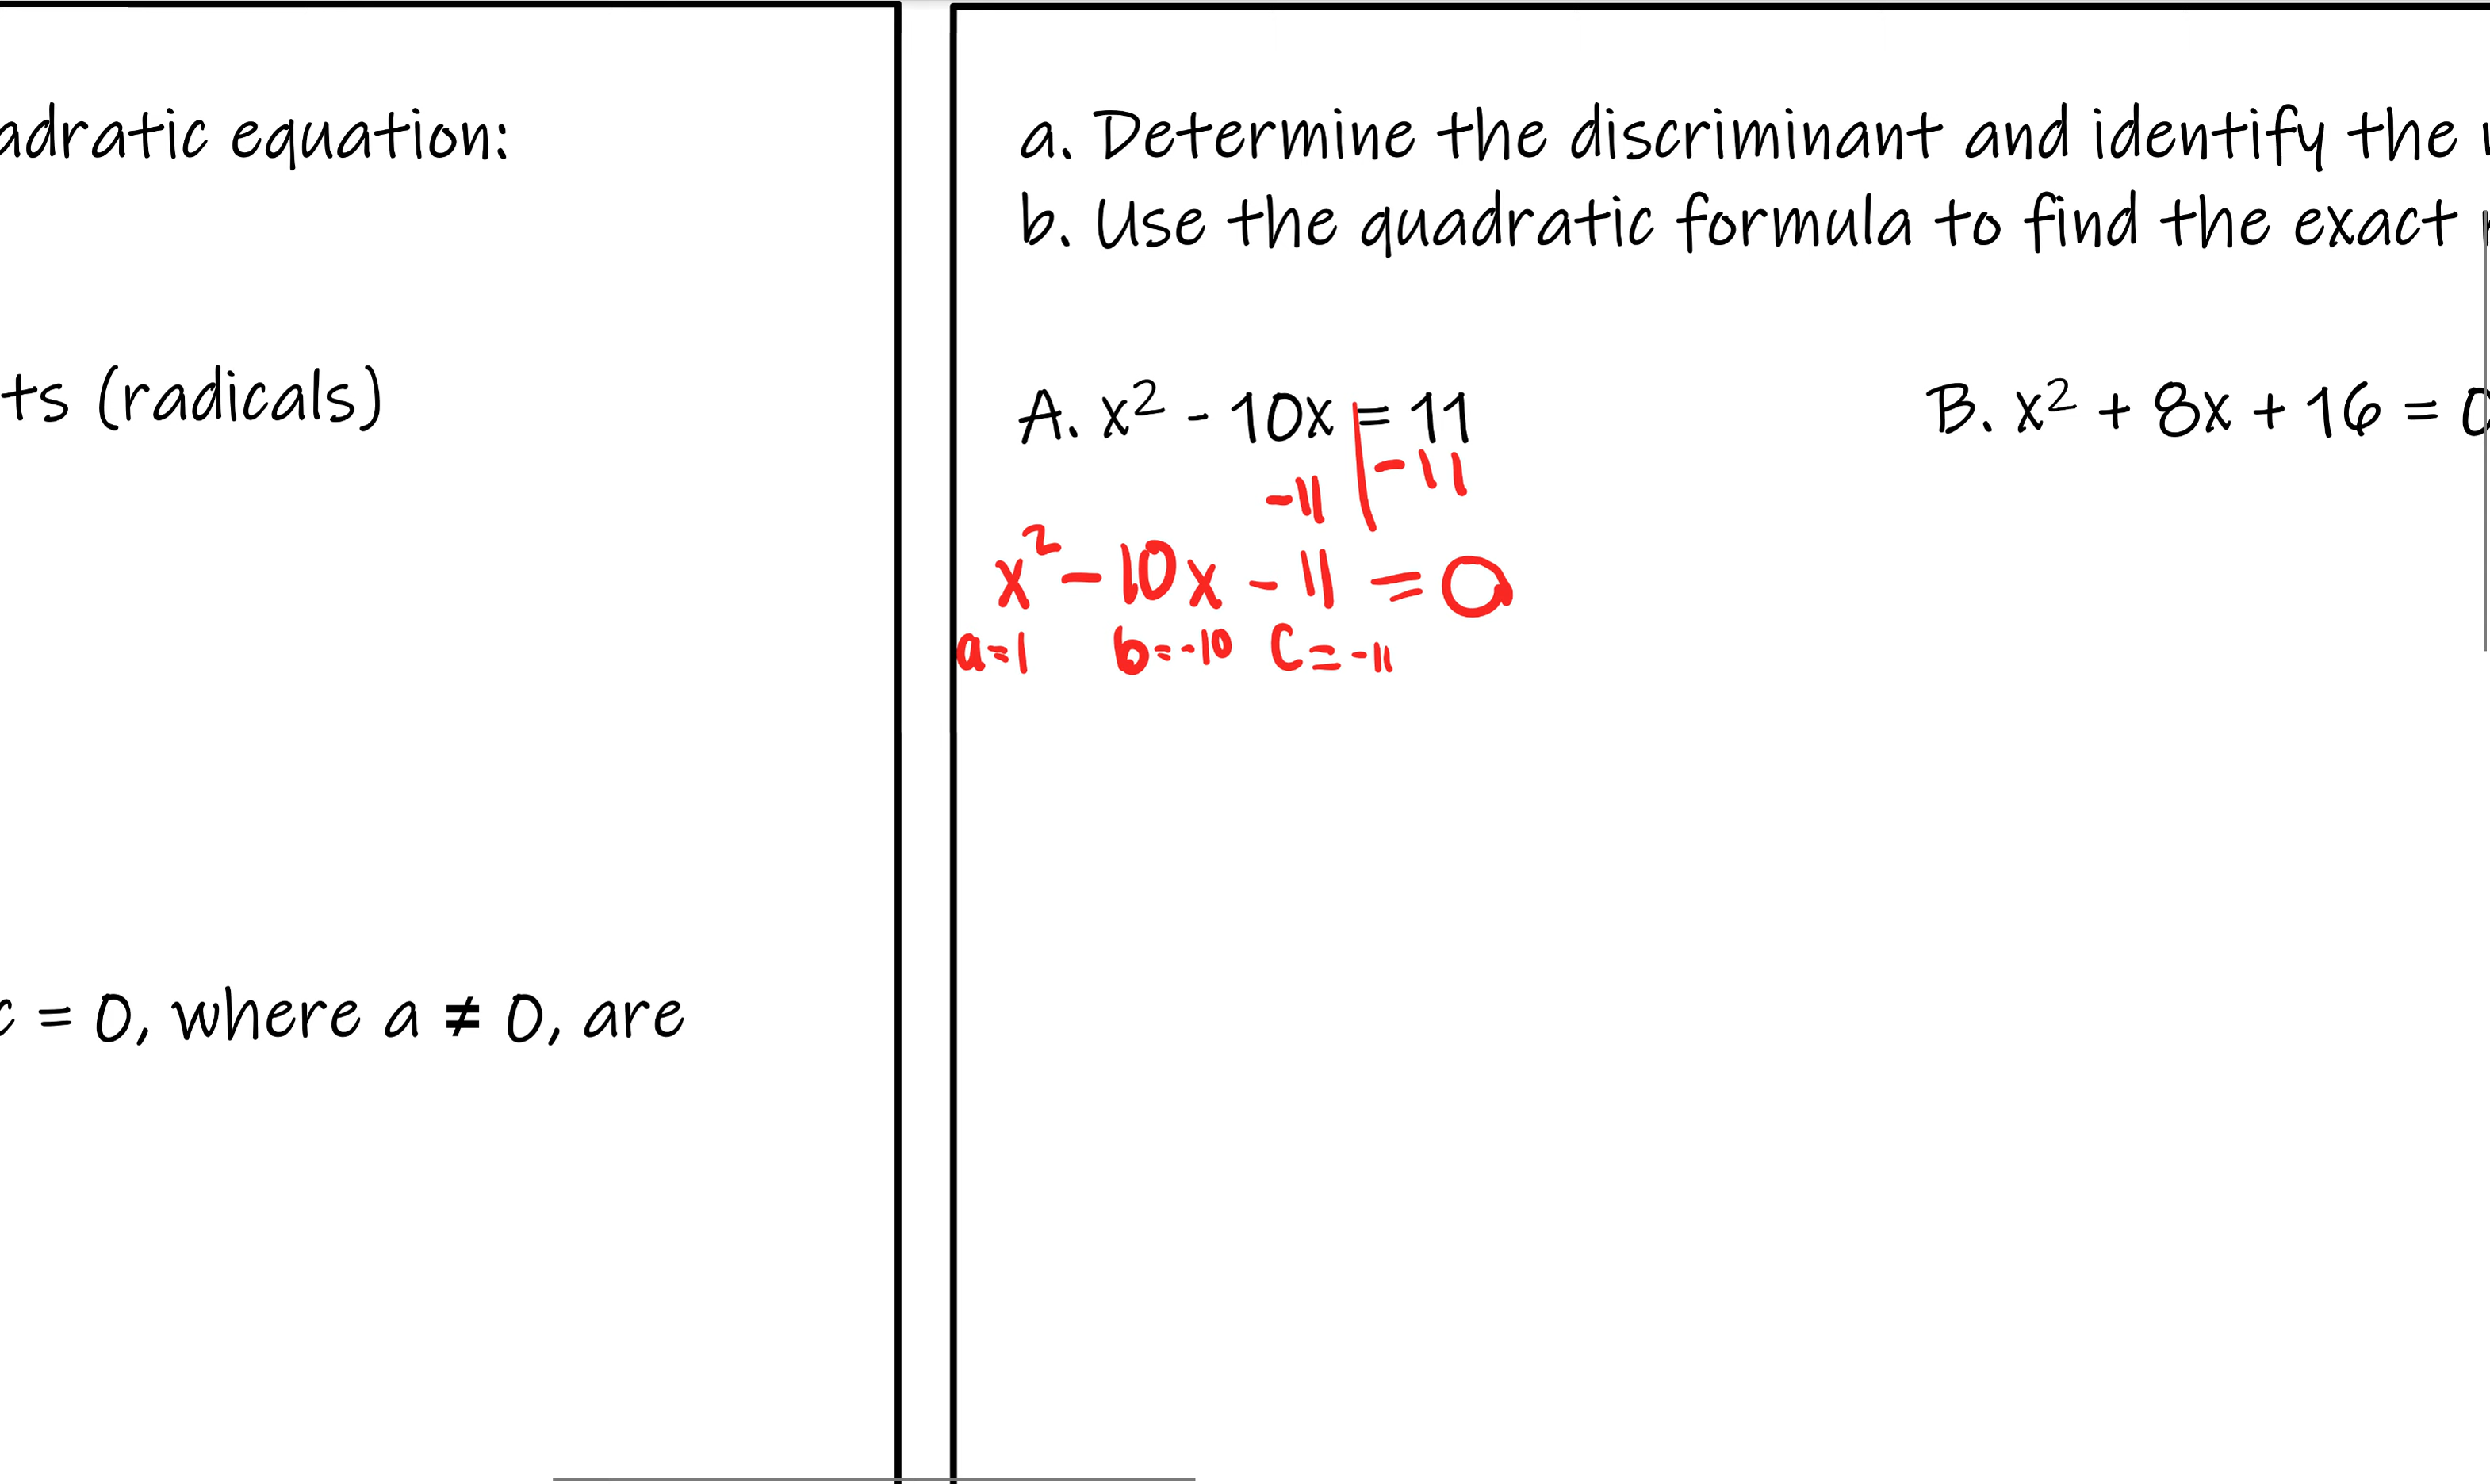 adratic equation:
ts (radicals)
c = 0, where a ≠ 0, are
a. Determine the discriminant and identify the
b. Use the quadratic formula to find the exact
A. x² - 10x = 11
B. x² + 8x + 16 = 0
-11 | -11
x² - 10x - 11 = 0
a=1 b=-10 c=-11